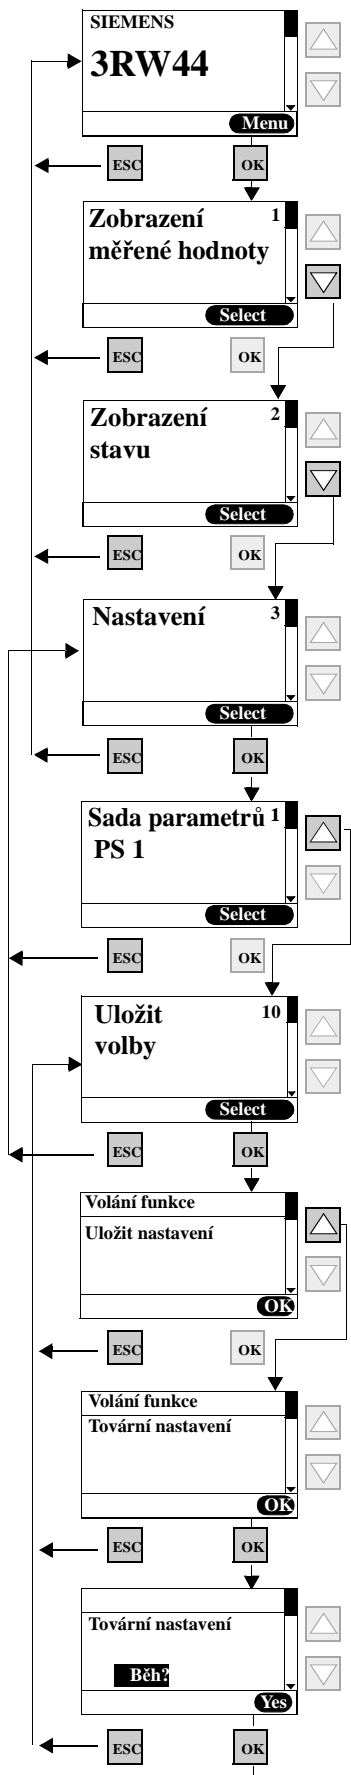 SIEMENS
3RW44
Menu
ESC OK
Zobrazení 1
měřené hodnoty
Select
ESC OK
Zobrazení 2
stavu
Select
ESC OK
Nastavení 3
Select
ESC OK
Sada parametrů 1
PS 1
Select
ESC OK
Uložit 10
volby
Select
ESC OK
Volání funkce
Uložit nastavení
OK
ESC OK
Volání funkce
Tovární nastavení
OK
ESC OK
Tovární nastavení
Běh?
Yes
ESC OK